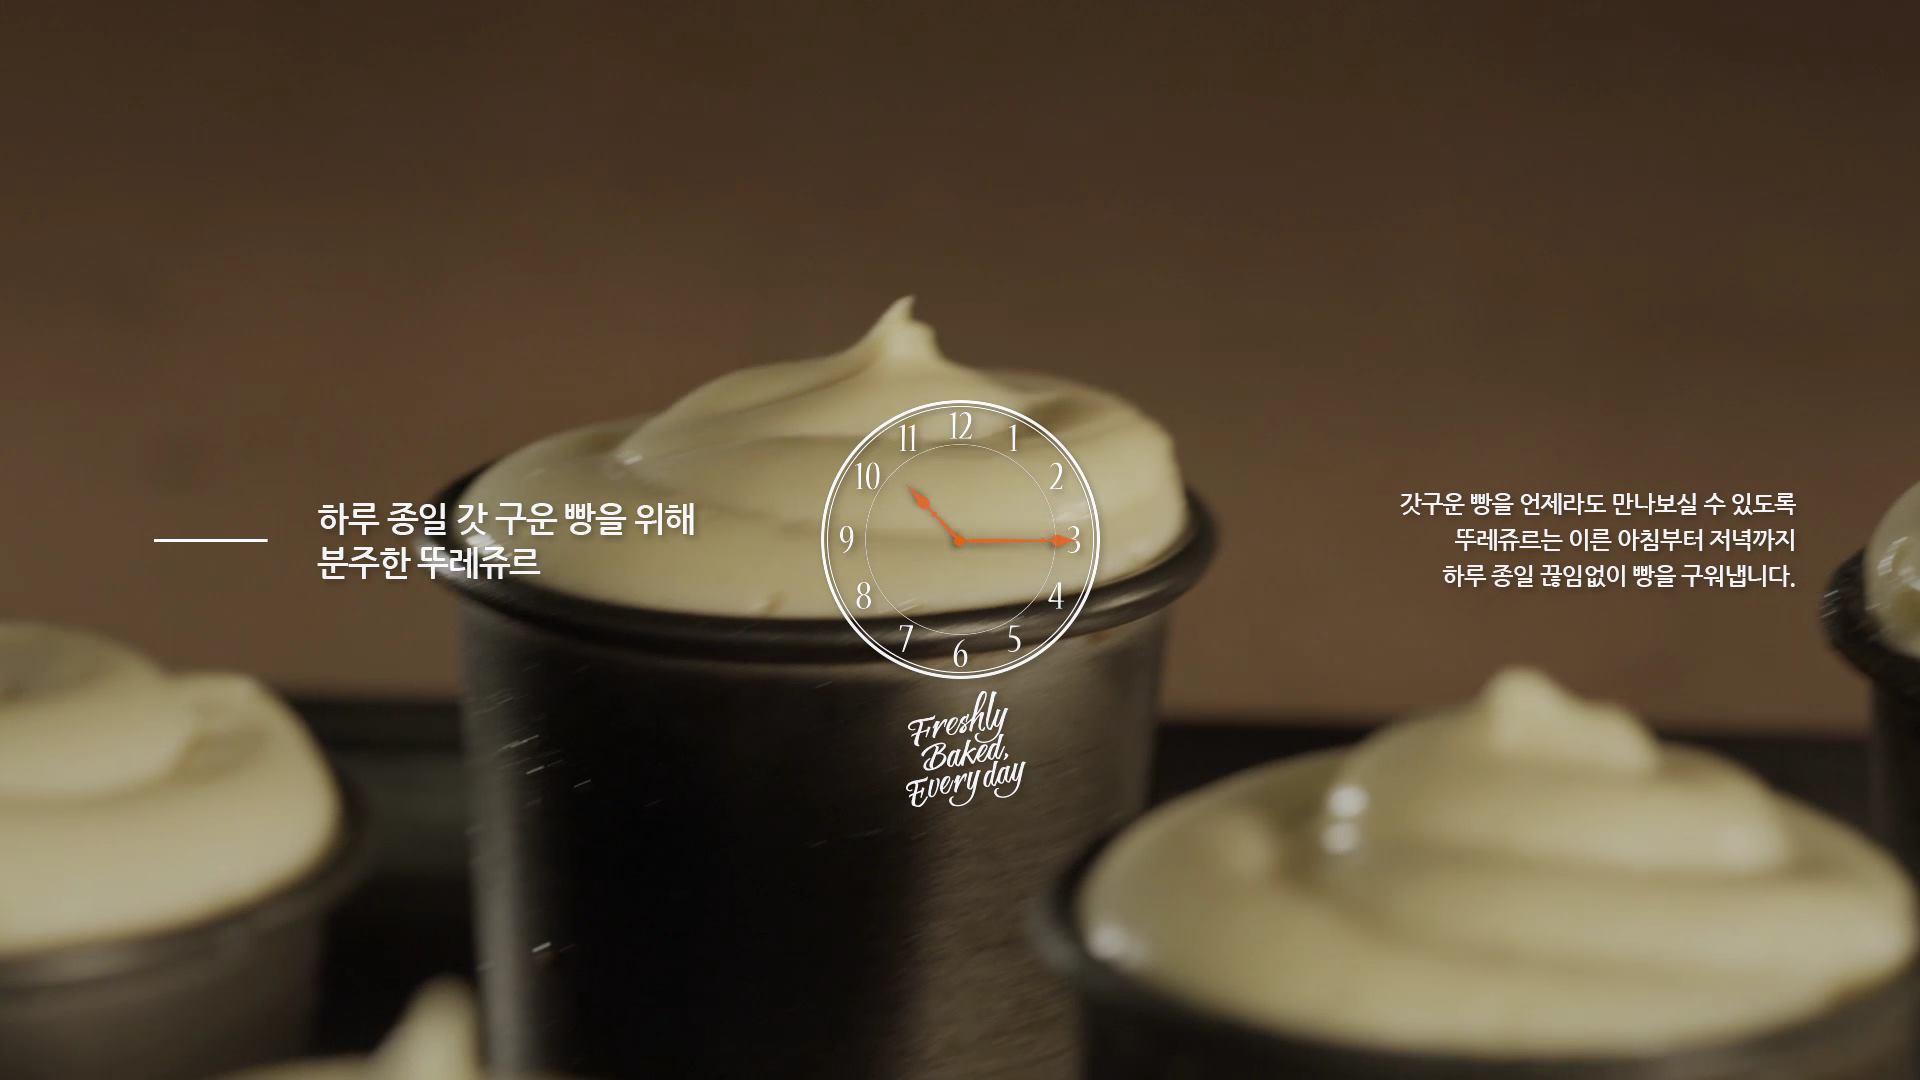 하루 종일 갓 구운 빵을 위해
분주한 뚜레쥬르
12
1
2
3
4
5
6
7
8
9
10
11
Freshly
Baked,
Every day
갓구운 빵을 언제라도 만나보실 수 있도록
뚜레쥬르는 이른 아침부터 저녁까지
하루 종일 끊임없이 빵을 구워냅니다.